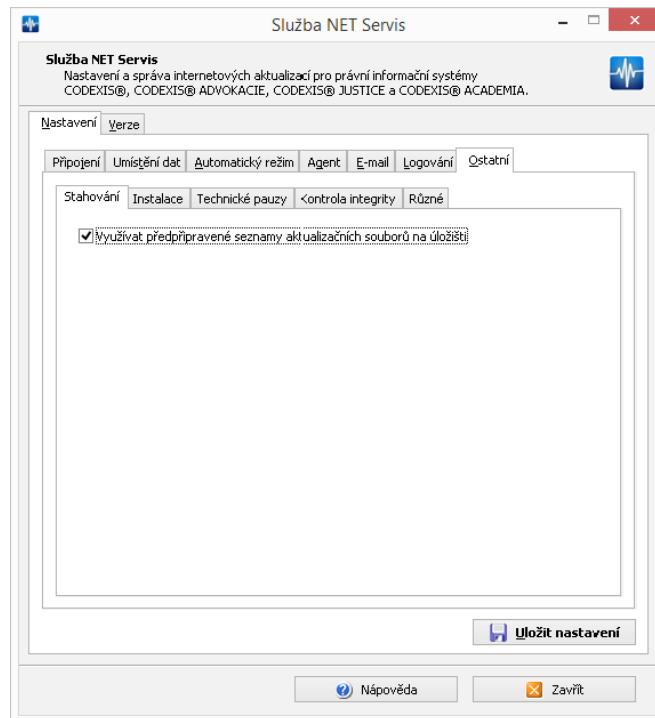 Služba NET Servis
Služba NET Servis
Nastavení a správa internetových aktualizací pro právní informační systémy
CODEXIS®, CODEXIS® ADVOKACIE, CODEXIS® JUSTICE a CODEXIS® ACADEMIA.
Nastavení Verze
Připojení Umístění dat Automatický režim Agent E-mail Logování Ostatní
Stahování Instalace Technické pauzy Kontrola integrity Různé
Využívat předpřipravené seznamy aktualizačních souborů na úložišti
Uložit nastavení
Nápověda Zavřít